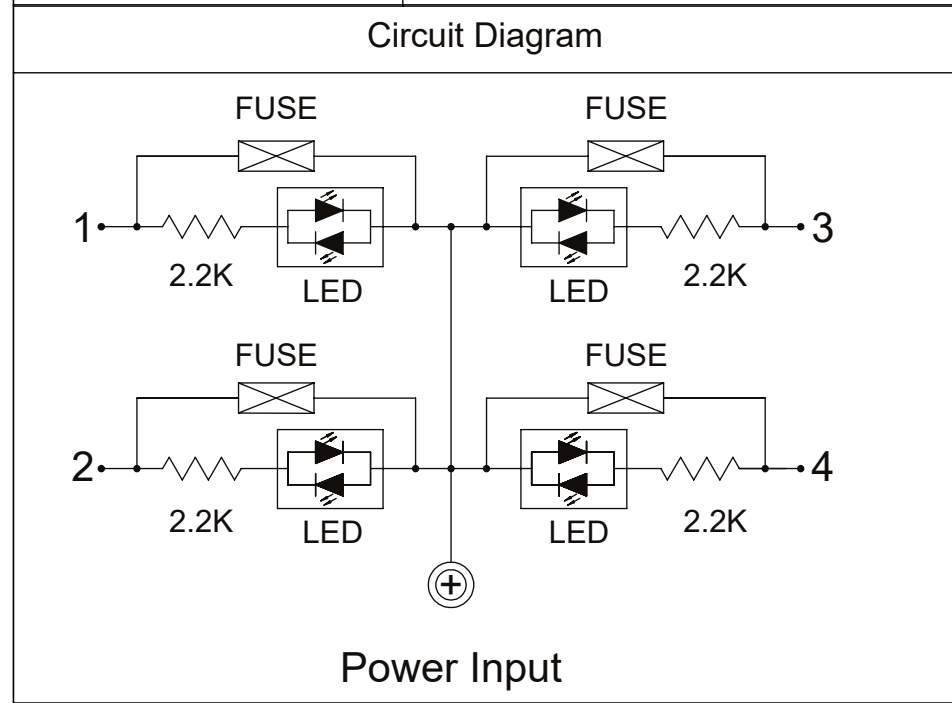 Circuit Diagram
FUSE FUSE
1 3
2.2K LED LED 2.2K
FUSE FUSE
2 4
2.2K LED LED 2.2K
+
Power Input